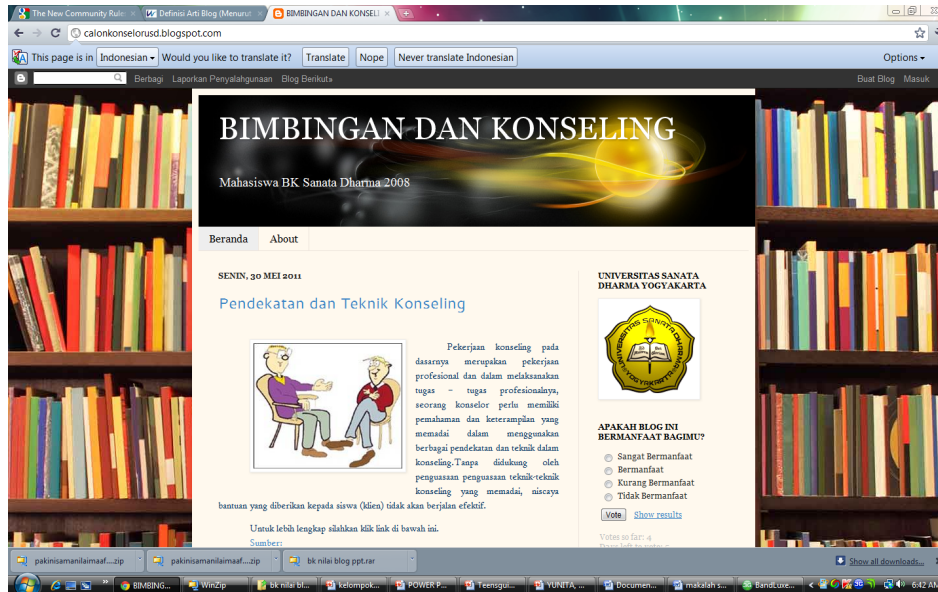 The New Community Rule:
Definisi Arti Blog (Menurut
BIMBINGAN DAN KONSELI
calonkonselorusd.blogspot.com
This page is in Indonesian Would you like to translate it? Translate Nope Never translate Indonesian Options
Berbagi Laporkan Penyalahgunaan Blog Berikut» Buat Blog Masuk
BIMBINGAN DAN KONSELING
Mahasiswa BK Sanata Dharma 2008
Beranda About
SENIN, 30 MEI 2011
Pendekatan dan Teknik Konseling
Pekerjaan konseling pada
dasarnya merupakan pekerjaan
profesional dan dalam melaksanakan
tugas – tugas profesionalnya,
seorang konselor perlu memiliki
pemahaman dan keterampilan yang
memadai dalam menggunakan
berbagai pendekatan dan teknik dalam
konseling.Tanpa didukung oleh
penguasaan penguasaan teknik-teknik
konseling yang memadai, niscaya
bantuan yang diberikan kepada siswa (klien) tidak akan berjalan efektif.
Untuk lebih lengkap silahkan klik link di bawah ini.
Sumber:
UNIVERSITAS SANATA
DHARMA YOGYAKARTA
UNIVERSITAS SANATA DHARMA
YOGYAKARTA
APAKAH BLOG INI
BERMANFAAT BAGIMU?
Sangat Bermanfaat
Bermanfaat
Kurang Bermanfaat
Tidak Bermanfaat
Vote Show results
Votes so far: 4
pakinisamanilaimaaf....zip pakinisamanilaimaaf....zip bk nilai blog ppt.rar Show all downloads...
BIMBING... WinZip bk nilai bl... kelompok... POWER P... Teensgui... YUNITA, ... Documen... makalah s... BandLuxe... 6:42 AM